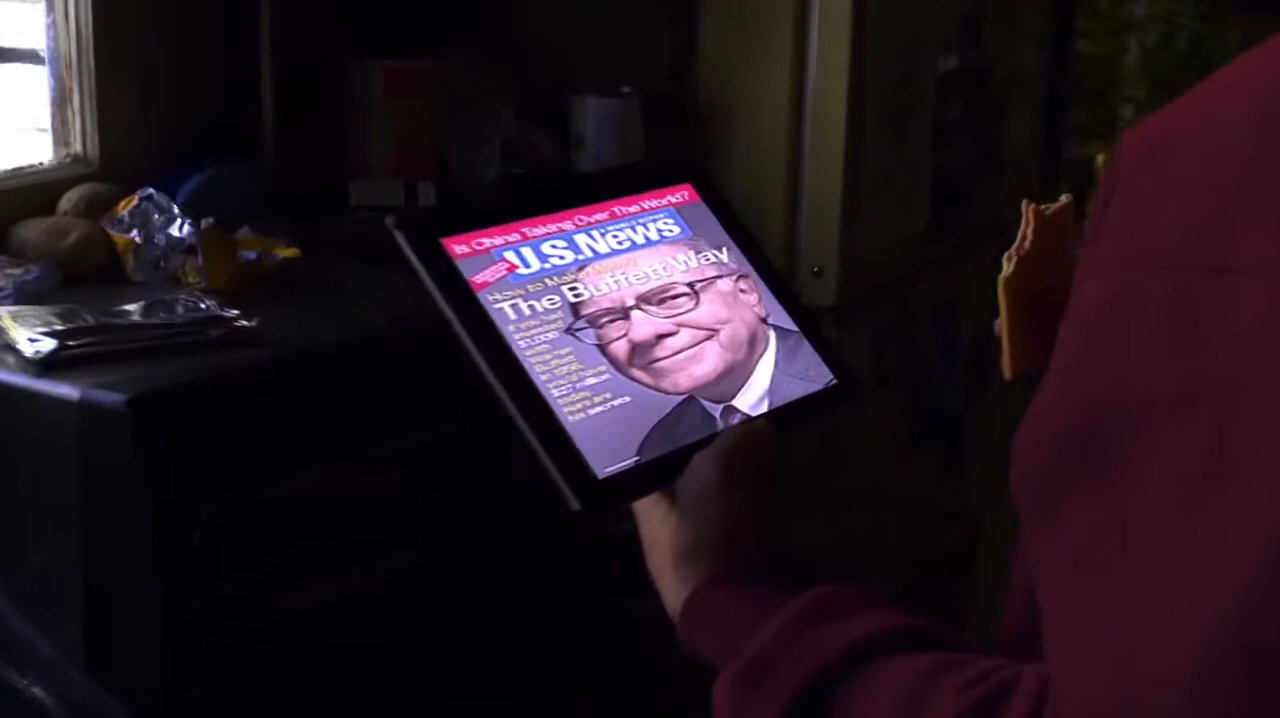 Is China Taking Over The World?
U.S.News
How to Make Money
The Buffett Way
If you had
invested
$1,000
with
Warren
Buffett
in 1956,
you'd have
$27 million
today.
Here are
his secrets